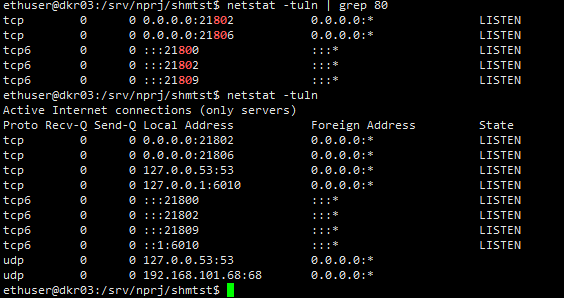 ethuser@dkr03:/srv/nprj/shmtst$ netstat -tuln | grep 80
tcp        0      0 0.0.0.0:21802           0.0.0.0:*               LISTEN
tcp        0      0 0.0.0.0:21806           0.0.0.0:*               LISTEN
tcp6       0      0 :::21800                :::*                    LISTEN
tcp6       0      0 :::21802                :::*                    LISTEN
tcp6       0      0 :::21809                :::*                    LISTEN
ethuser@dkr03:/srv/nprj/shmtst$ netstat -tuln
Active Internet connections (only servers)
Proto Recv-Q Send-Q Local Address           Foreign Address         State
tcp        0      0 0.0.0.0:21802           0.0.0.0:*               LISTEN
tcp        0      0 0.0.0.0:21806           0.0.0.0:*               LISTEN
tcp        0      0 127.0.0.53:53           0.0.0.0:*               LISTEN
tcp        0      0 127.0.0.1:6010          0.0.0.0:*               LISTEN
tcp6       0      0 :::21800                :::*                    LISTEN
tcp6       0      0 :::21802                :::*                    LISTEN
tcp6       0      0 :::21809                :::*                    LISTEN
tcp6       0      0 ::1:6010                :::*                    LISTEN
udp        0      0 127.0.0.53:53           0.0.0.0:*
udp        0      0 192.168.101.68:68       0.0.0.0:*
ethuser@dkr03:/srv/nprj/shmtst$